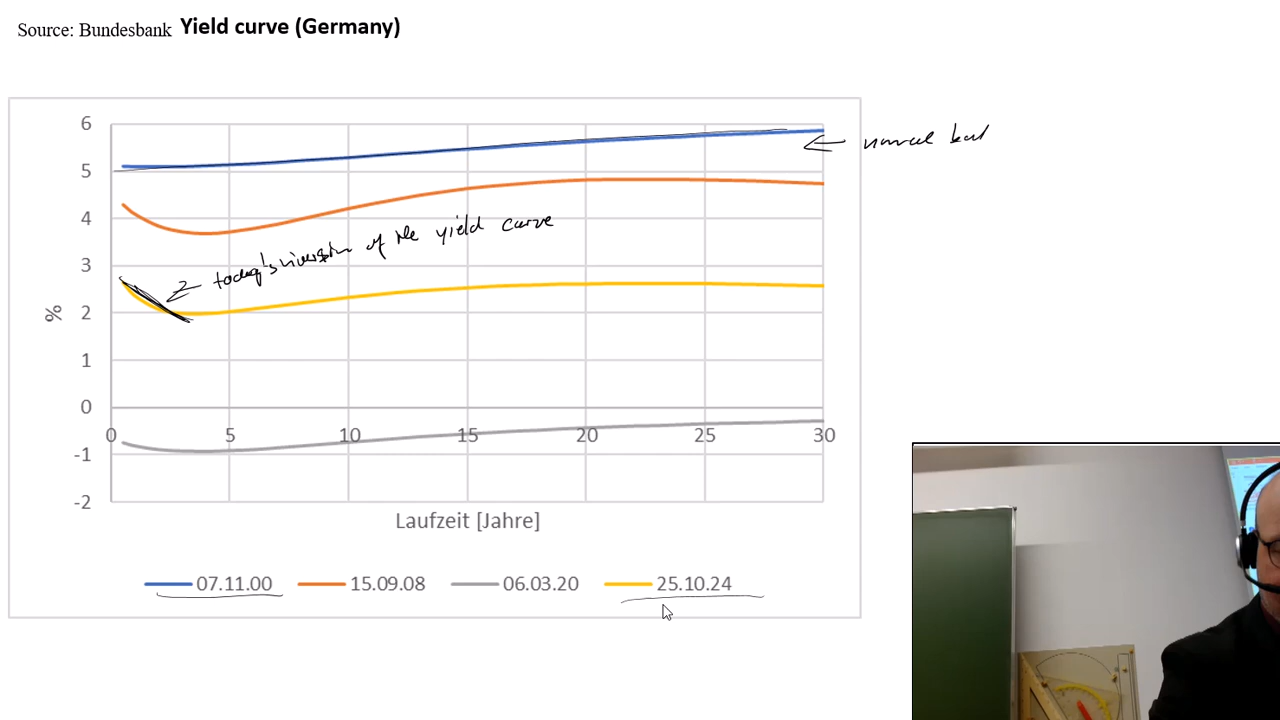 Source: Bundesbank Yield curve (Germany)
6
5
4
3
2
1
0
-1
-2
%
0 5 10 15 20 25 30
Laufzeit [Jahre]
07.11.00 15.09.08 06.03.20 25.10.24
today's inversion of the yield curve